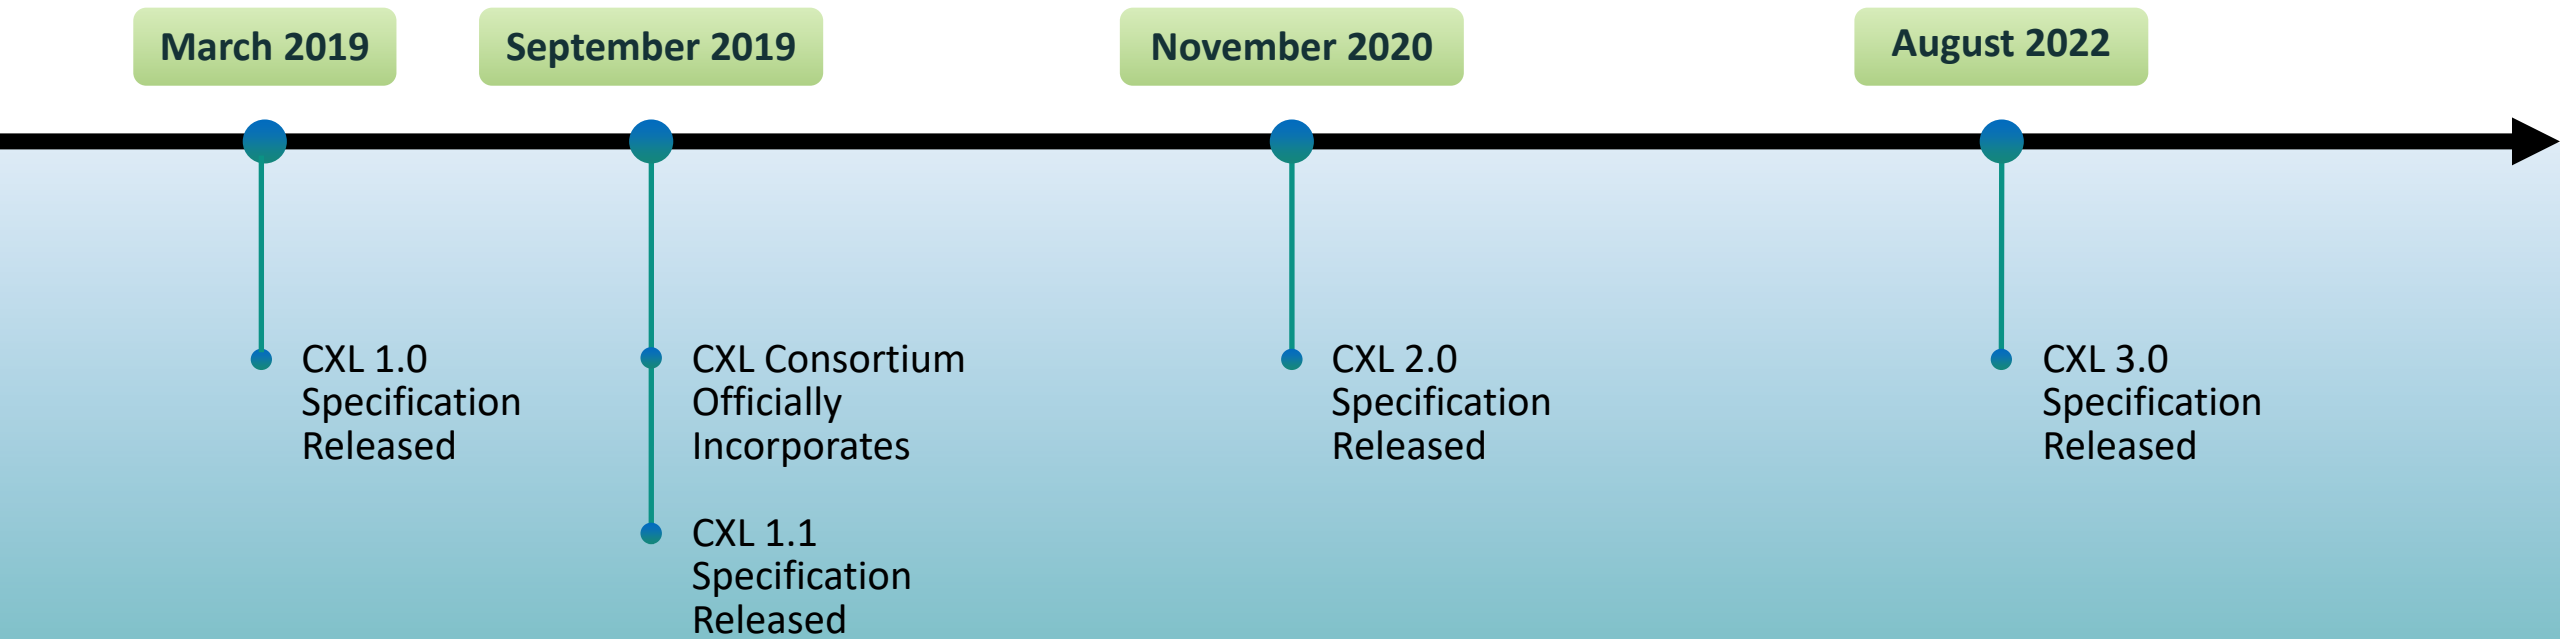 March 2019
September 2019
November 2020
August 2022
CXL 1.0
Specification
Released
CXL Consortium
Officially
Incorporates
CXL 1.1
Specification
Released
CXL 2.0
Specification
Released
CXL 3.0
Specification
Released